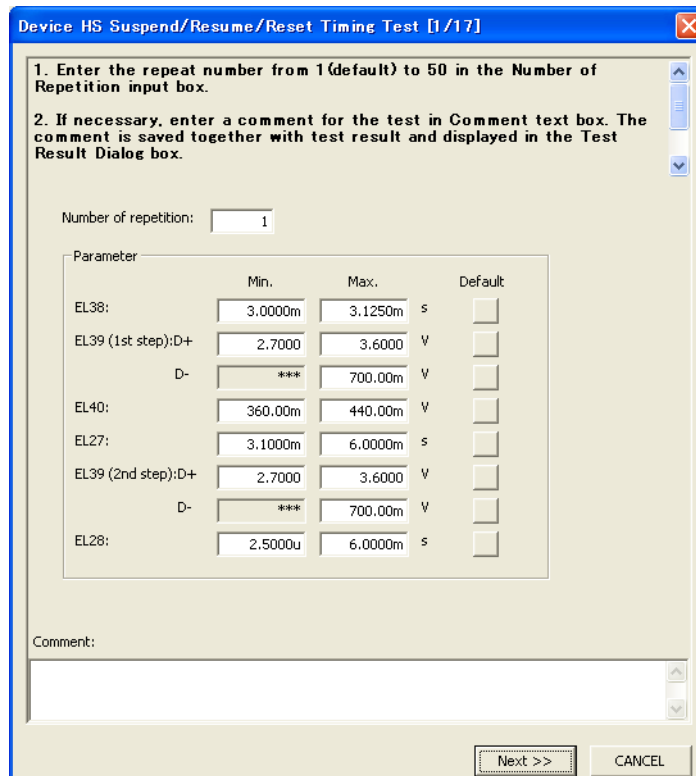 Device HS Suspend/Resume/Reset Timing Test [1/17]
1. Enter the repeat number from 1(default) to 50 in the Number of
Repetition input box.
2. If necessary, enter a comment for the test in Comment text box. The
comment is saved together with test result and displayed in the Test
Result Dialog box.
Number of repetition: 1
Parameter
Min. Max. Default
EL38: 3.0000m 3.1250m s
EL39 (1st step):D+ 2.7000 3.6000 V
D- *** 700.00m V
EL40: 360.00m 440.00m V
EL27: 3.1000m 6.0000m s
EL39 (2nd step):D+ 2.7000 3.6000 V
D- *** 700.00m V
EL28: 2.5000u 6.0000m s
Comment:
Next >> CANCEL